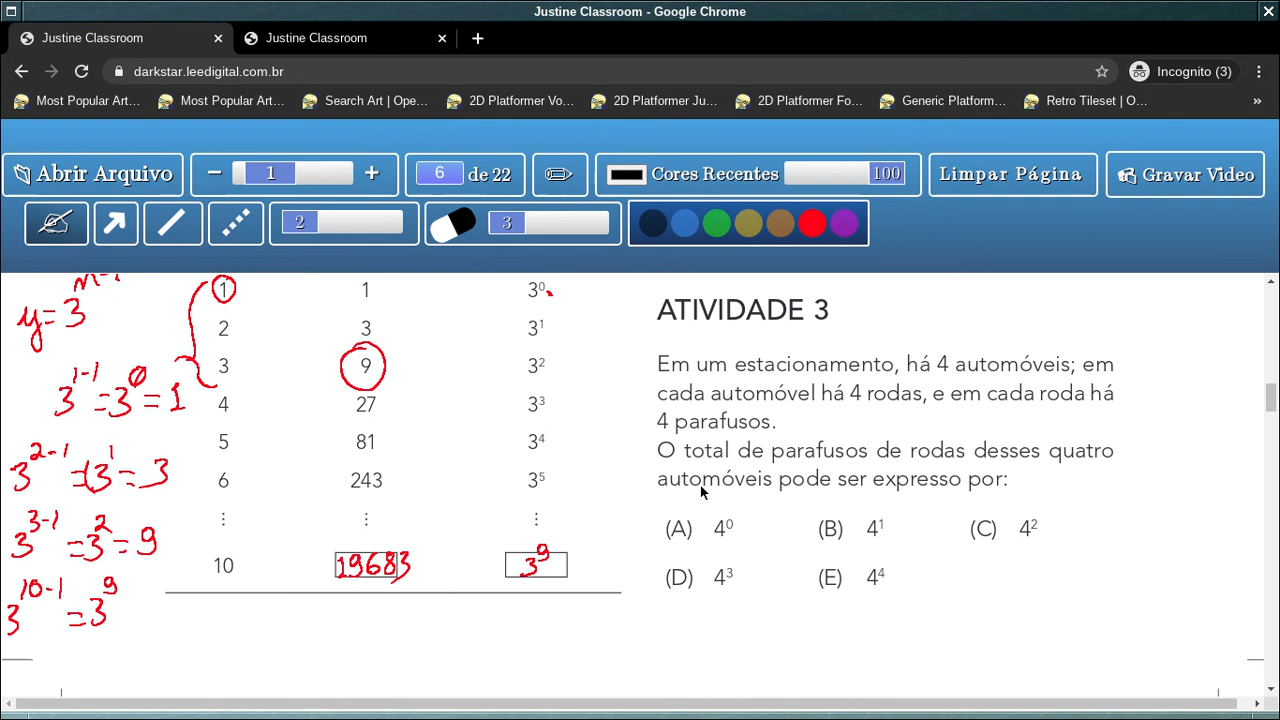 Justine Classroom - Google Chrome
Justine Classroom
Justine Classroom
darkstar.leedigital.com.br
Incognito (3)
Most Popular Art...
Most Popular Art...
Search Art | Ope...
2D Platformer Vo...
2D Platformer Ju...
2D Platformer Fo...
Generic Platform...
Retro Tileset | O...
Abrir Arquivo
1
6 de 22
Cores Recentes 100
Limpar Página
Gravar Video
2
3
y=3ⁿ⁻¹
3¹⁻¹=3⁰=1
3²⁻¹=(3¹=3
3³⁻¹=3²=9
3¹⁰⁻¹=3⁹
1 1 3⁰
2 3 3¹
3 9 3²
4 27 3³
5 81 3⁴
6 243 3⁵
⋮ ⋮ ⋮
10 19683 3⁹
ATIVIDADE 3
Em um estacionamento, há 4 automóveis; em
cada automóvel há 4 rodas, e em cada roda há
4 parafusos.
O total de parafusos de rodas desses quatro
automóveis pode ser expresso por:
(A) 4⁰ (B) 4¹ (C) 4²
(D) 4³ (E) 4⁴